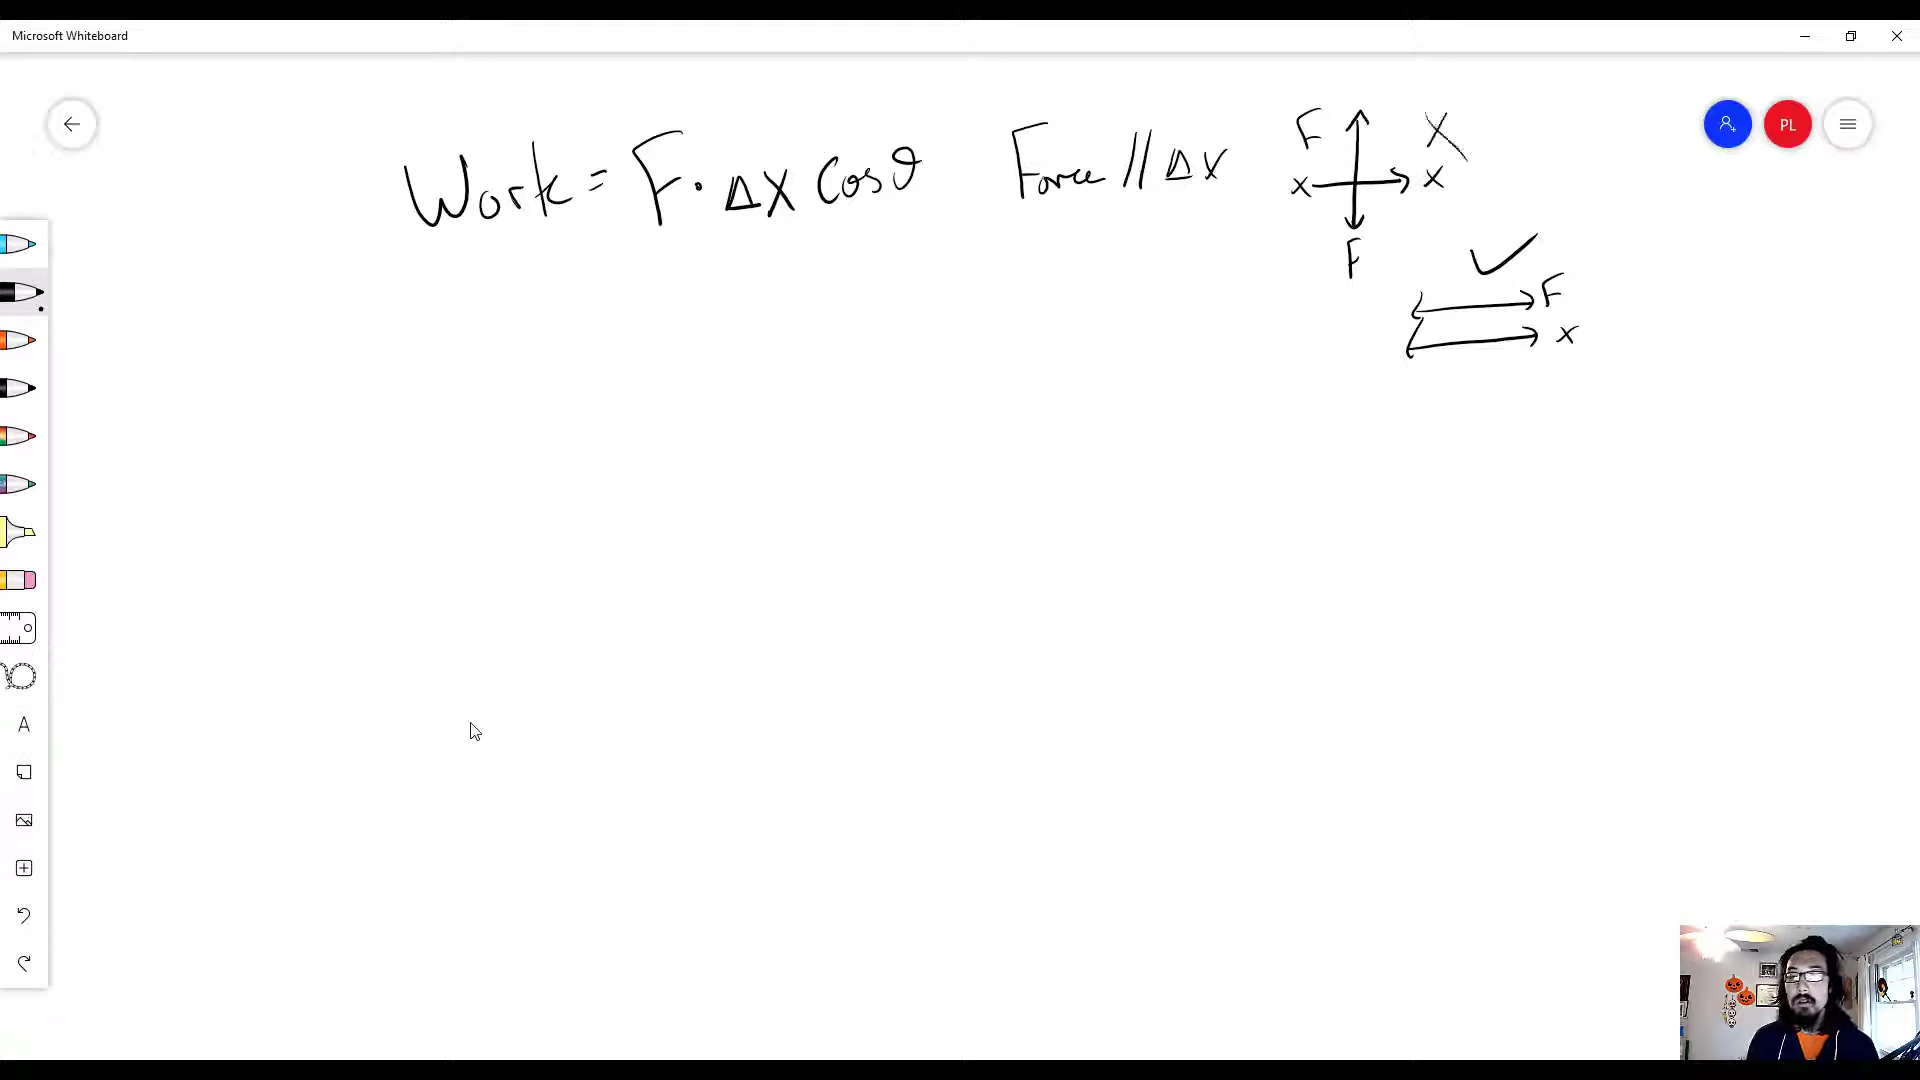 Microsoft Whiteboard
Work = F · Δx cos θ
Force // Δx
F
X
x
x
F
✓
F
x
PL
A